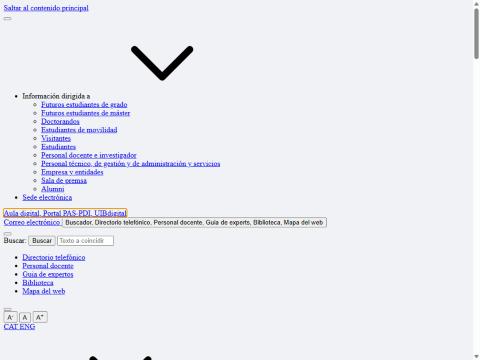 Saltar al contenido principal
Información dirigida a
Futuros estudiantes de grado
Futuros estudiantes de máster
Doctorandos
Estudiantes de movilidad
Visitantes
Estudiantes
Personal docente e investigador
Personal técnico, de gestión y de administración y servicios
Empresa y entidades
Sala de premsa
Alumni
Sede electrónica
Aula digital, Portal PAS-PDI, UIBdigital
Correo electrónico Buscador, Directorio telefónico, Personal docente, Guia de experts, Biblioteca, Mapa del web
Buscar: Buscar Texto a coincidir
Directorio telefónico
Personal docente
Guia de expertos
Biblioteca
Mapa del web
A- A A+
CAT ENG